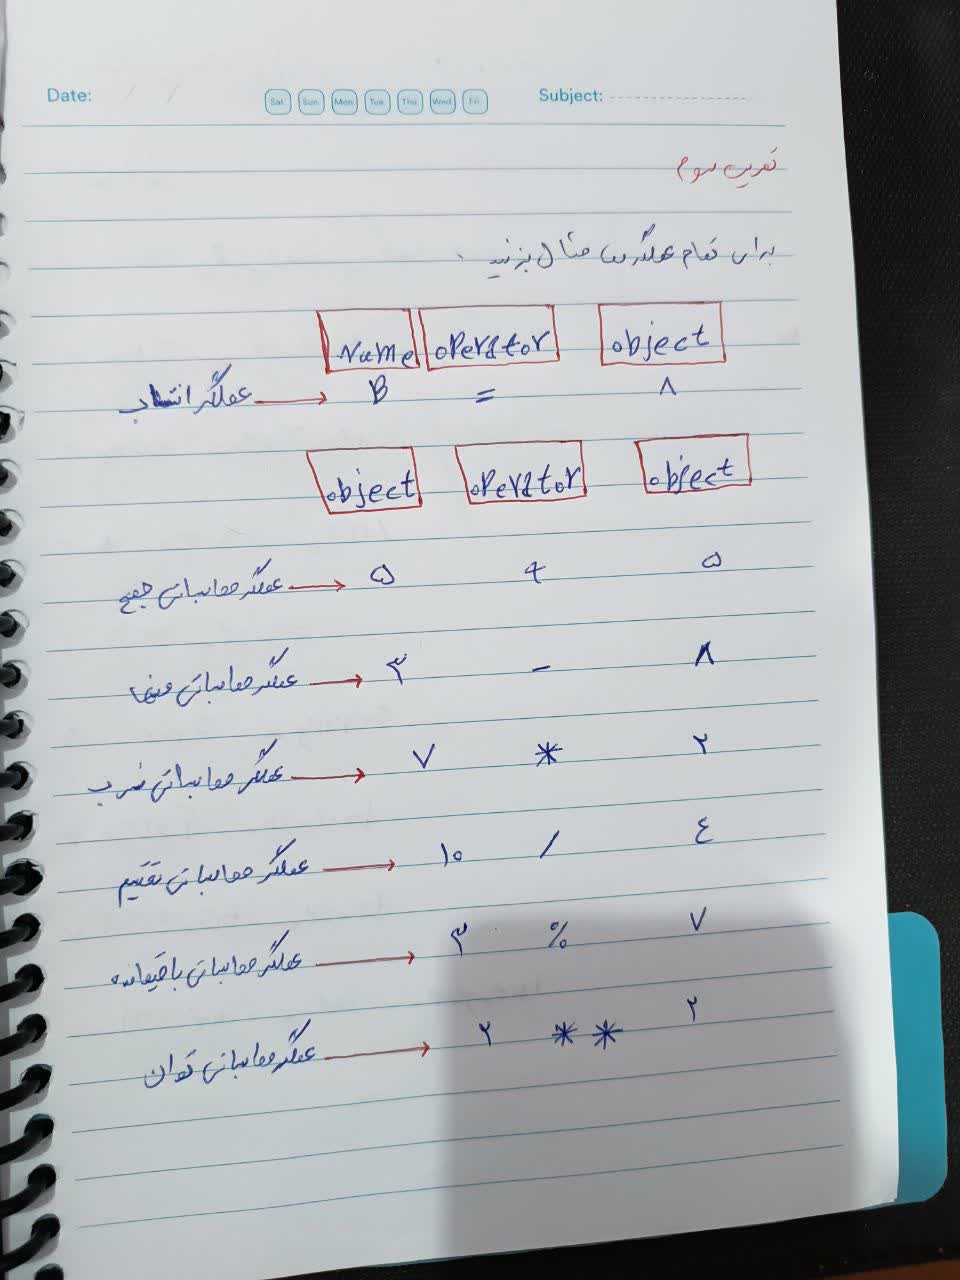 Date: / / Sat. Sun. Mon. Tue. Thu. Wed. Fri. Subject:
تمرین سوم
برای تمام عملگرها مثال بزنید .
Name operator object
عملگر انتساب → B = ۸
object operator object
عملگر محاسباتی جمع → ۵ + ۵
عملگر محاسباتی منها → ۳ - ۸
عملگر محاسباتی ضرب → ۷ * ۲
عملگر محاسباتی تقسیم → ۱۰ / ٤
عملگر محاسباتی باقیمانده → ۳ % ۷
عملگر محاسباتی توان → ۲ ** ۲